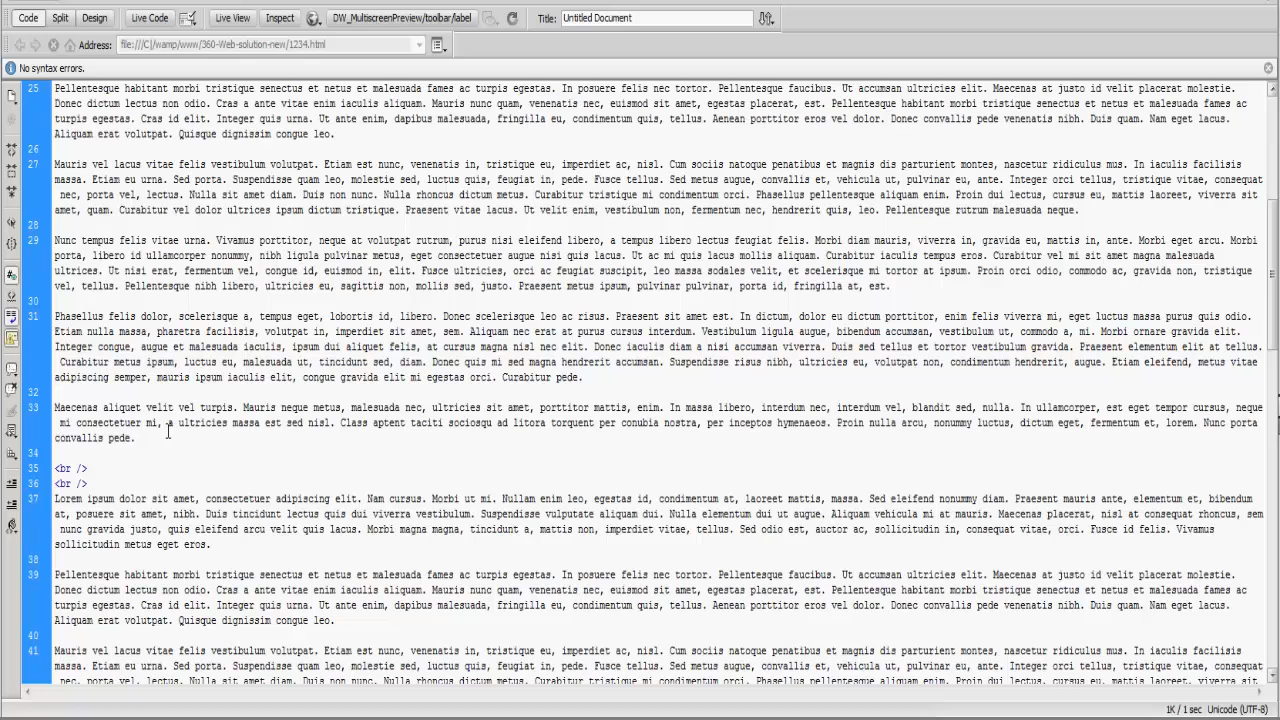 Code Split Design Live Code Live View Inspect DW_MultiscreenPreview/toolbar/label Title: Untitled Document
Address: file:///C|/wamp/www/360-Web-solution-new/1234.html
No syntax errors.
25 Pellentesque habitant morbi tristique senectus et netus et malesuada fames ac turpis egestas. In posuere felis nec tortor. Pellentesque faucibus. Ut accumsan ultricies elit. Maecenas at justo id velit placerat molestie.
Donec dictum lectus non odio. Cras a ante vitae enim iaculis aliquam. Mauris nunc quam, venenatis nec, euismod sit amet, egestas placerat, est. Pellentesque habitant morbi tristique senectus et netus et malesuada fames ac
turpis egestas. Cras id elit. Integer quis urna. Ut ante enim, dapibus malesuada, fringilla eu, condimentum quis, tellus. Aenean porttitor eros vel dolor. Donec convallis pede venenatis nibh. Duis quam. Nam eget lacus.
Aliquam erat volutpat. Quisque dignissim congue leo.
26
27 Mauris vel lacus vitae felis vestibulum volutpat. Etiam est nunc, venenatis in, tristique eu, imperdiet ac, nisl. Cum sociis natoque penatibus et magnis dis parturient montes, nascetur ridiculus mus. In iaculis facilisis
massa. Etiam eu urna. Sed porta. Suspendisse quam leo, molestie sed, luctus quis, feugiat in, pede. Fusce tellus. Sed metus augue, convallis et, vehicula ut, pulvinar eu, ante. Integer orci tellus, tristique vitae, consequat
nec, porta vel, lectus. Nulla sit amet diam. Duis non nunc. Nulla rhoncus dictum metus. Curabitur tristique mi condimentum orci. Phasellus pellentesque aliquam enim. Proin dui lectus, cursus eu, mattis laoreet, viverra sit
amet, quam. Curabitur vel dolor ultrices ipsum dictum tristique. Praesent vitae lacus. Ut velit enim, vestibulum non, fermentum nec, hendrerit quis, leo. Pellentesque rutrum malesuada neque.
28
29 Nunc tempus felis vitae urna. Vivamus porttitor, neque at volutpat rutrum, purus nisi eleifend libero, a tempus libero lectus feugiat felis. Morbi diam mauris, viverra in, gravida eu, mattis in, ante. Morbi eget arcu. Morbi
porta, libero id ullamcorper nonummy, nibh ligula pulvinar metus, eget consectetuer augue nisi quis lacus. Ut ac mi quis lacus mollis aliquam. Curabitur iaculis tempus eros. Curabitur vel mi sit amet magna malesuada
ultrices. Ut nisi erat, fermentum vel, congue id, euismod in, elit. Fusce ultricies, orci ac feugiat suscipit, leo massa sodales velit, et scelerisque mi tortor at ipsum. Proin orci odio, commodo ac, gravida non, tristique
vel, tellus. Pellentesque nibh libero, ultricies eu, sagittis non, mollis sed, justo. Praesent metus ipsum, pulvinar pulvinar, porta id, fringilla at, est.
30
31 Phasellus felis dolor, scelerisque a, tempus eget, lobortis id, libero. Donec scelerisque leo ac risus. Praesent sit amet est. In dictum, dolor eu dictum porttitor, enim felis viverra mi, eget luctus massa purus quis odio.
Etiam nulla massa, pharetra facilisis, volutpat in, imperdiet sit amet, sem. Aliquam nec erat at purus cursus interdum. Vestibulum ligula augue, bibendum accumsan, vestibulum ut, commodo a, mi. Morbi ornare gravida elit.
Integer congue, augue et malesuada iaculis, ipsum dui aliquet felis, at cursus magna nisl nec elit. Donec iaculis diam a nisi accumsan viverra. Duis sed tellus et tortor vestibulum gravida. Praesent elementum elit at tellus.
Curabitur metus ipsum, luctus eu, malesuada ut, tincidunt sed, diam. Donec quis mi sed magna hendrerit accumsan. Suspendisse risus nibh, ultricies eu, volutpat non, condimentum hendrerit, augue. Etiam eleifend, metus vitae
adipiscing semper, mauris ipsum iaculis elit, congue gravida elit mi egestas orci. Curabitur pede.
32
33 Maecenas aliquet velit vel turpis. Mauris neque metus, malesuada nec, ultricies sit amet, porttitor mattis, enim. In massa libero, interdum nec, interdum vel, blandit sed, nulla. In ullamcorper, est eget tempor cursus, neque
mi consectetuer mi, a ultricies massa est sed nisl. Class aptent taciti sociosqu ad litora torquent per conubia nostra, per inceptos hymenaeos. Proin nulla arcu, nonummy luctus, dictum eget, fermentum et, lorem. Nunc porta
convallis pede.
34
35 <br />
36 <br />
37 Lorem ipsum dolor sit amet, consectetuer adipiscing elit. Nam cursus. Morbi ut mi. Nullam enim leo, egestas id, condimentum at, laoreet mattis, massa. Sed eleifend nonummy diam. Praesent mauris ante, elementum et, bibendum
at, posuere sit amet, nibh. Duis tincidunt lectus quis dui viverra vestibulum. Suspendisse vulputate aliquam dui. Nulla elementum dui ut augue. Aliquam vehicula mi at mauris. Maecenas placerat, nisl at consequat rhoncus, sem
nunc gravida justo, quis eleifend arcu velit quis lacus. Morbi magna magna, tincidunt a, mattis non, imperdiet vitae, tellus. Sed odio est, auctor ac, sollicitudin in, consequat vitae, orci. Fusce id felis. Vivamus
sollicitudin metus eget eros.
38
39 Pellentesque habitant morbi tristique senectus et netus et malesuada fames ac turpis egestas. In posuere felis nec tortor. Pellentesque faucibus. Ut accumsan ultricies elit. Maecenas at justo id velit placerat molestie.
Donec dictum lectus non odio. Cras a ante vitae enim iaculis aliquam. Mauris nunc quam, venenatis nec, euismod sit amet, egestas placerat, est. Pellentesque habitant morbi tristique senectus et netus et malesuada fames ac
turpis egestas. Cras id elit. Integer quis urna. Ut ante enim, dapibus malesuada, fringilla eu, condimentum quis, tellus. Aenean porttitor eros vel dolor. Donec convallis pede venenatis nibh. Duis quam. Nam eget lacus.
Aliquam erat volutpat. Quisque dignissim congue leo.
40
41 Mauris vel lacus vitae felis vestibulum volutpat. Etiam est nunc, venenatis in, tristique eu, imperdiet ac, nisl. Cum sociis natoque penatibus et magnis dis parturient montes, nascetur ridiculus mus. In iaculis facilisis
massa. Etiam eu urna. Sed porta. Suspendisse quam leo, molestie sed, luctus quis, feugiat in, pede. Fusce tellus. Sed metus augue, convallis et, vehicula ut, pulvinar eu, ante. Integer orci tellus, tristique vitae, consequat
nec, porta vel, lectus. Nulla sit amet diam. Duis non nunc. Nulla rhoncus dictum metus. Curabitur tristique mi condimentum orci. Phasellus pellentesque aliquam enim. Proin dui lectus, cursus eu, mattis laoreet, viverra sit
1K / 1 sec Unicode (UTF-8)